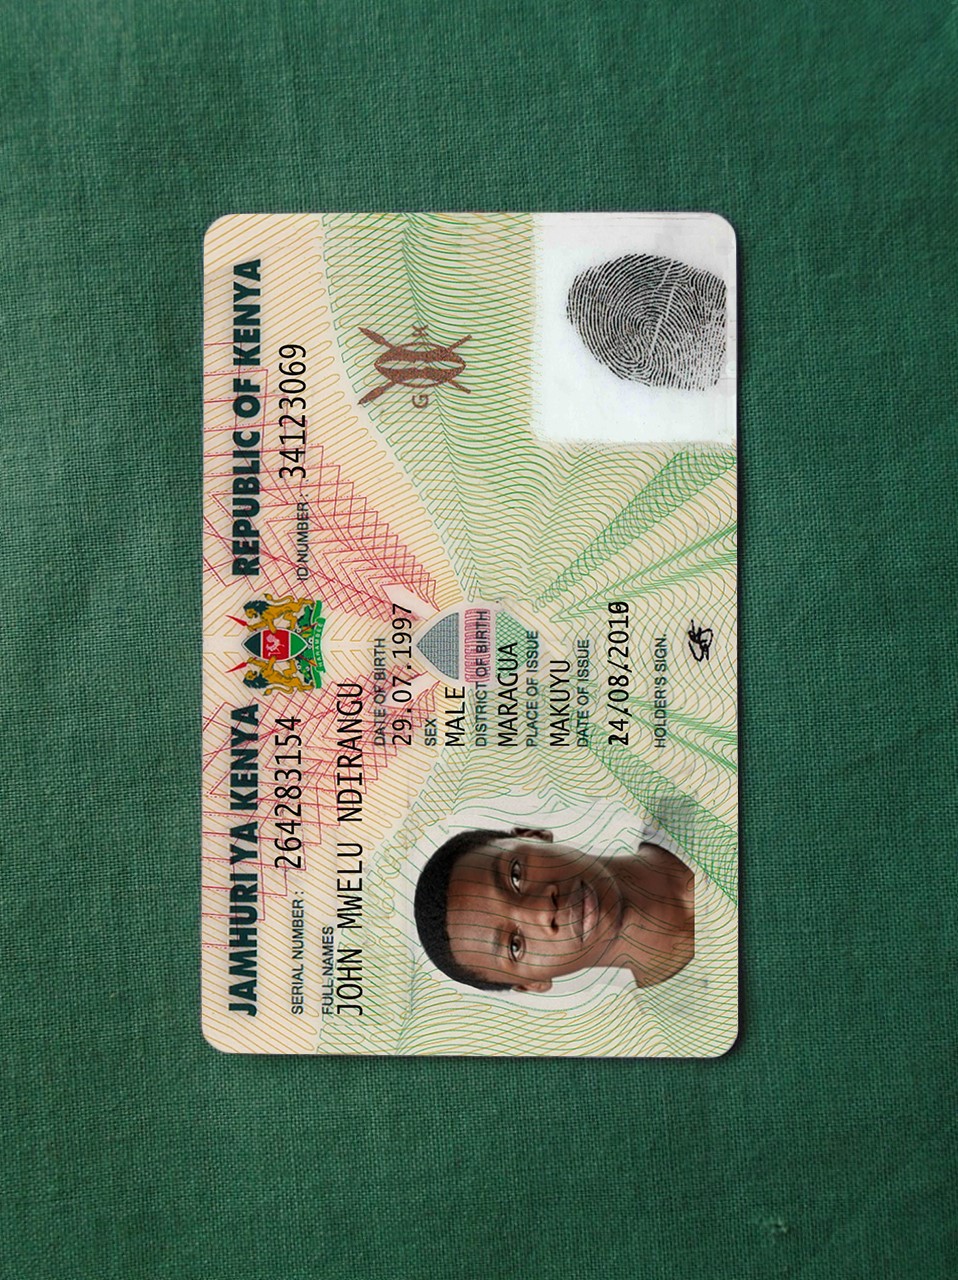 JAMHURI YA KENYA REPUBLIC OF KENYA
SERIAL NUMBER: 264283154 ID NUMBER: 34123069
FULL NAMES
JOHN MWELU NDIRANGU
DATE OF BIRTH
29.07.1997
SEX
MALE
DISTRICT OF BIRTH
MARAGUA
PLACE OF ISSUE
MAKUYU
DATE OF ISSUE
24/08/2016
HOLDER'S SIGN.
G K
HARAMBEE